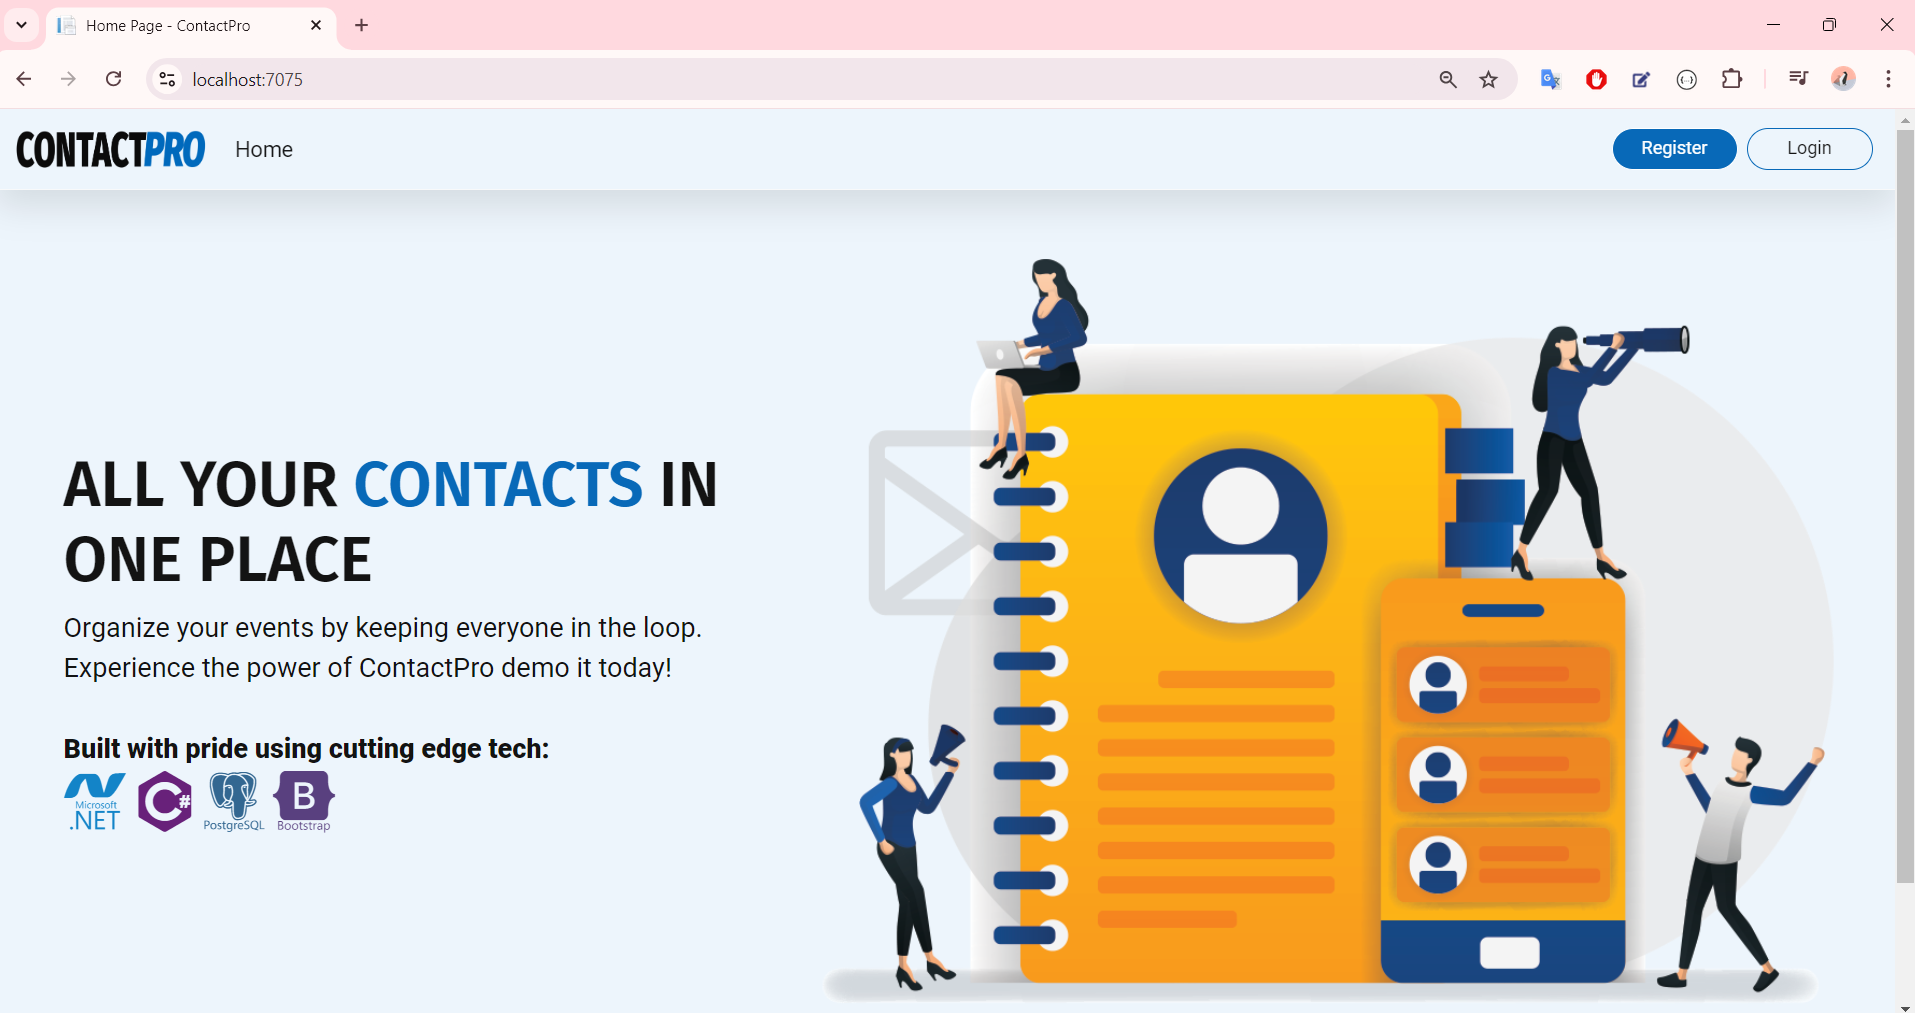 Home Page - ContactPro
localhost:7075
CONTACTPRO
Home
Register
Login
ALL YOUR CONTACTS IN
ONE PLACE
Organize your events by keeping everyone in the loop.
Experience the power of ContactPro demo it today!
Built with pride using cutting edge tech:
Microsoft
.NET
C#
PostgreSQL
B
Bootstrap